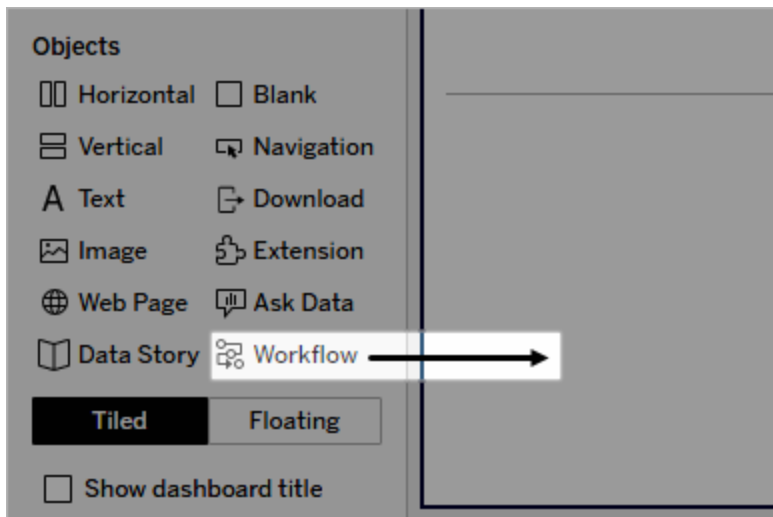 Objects
Horizontal Blank
Vertical Navigation
Text Download
Image Extension
Web Page Ask Data
Data Story Workflow
Tiled Floating
Show dashboard title